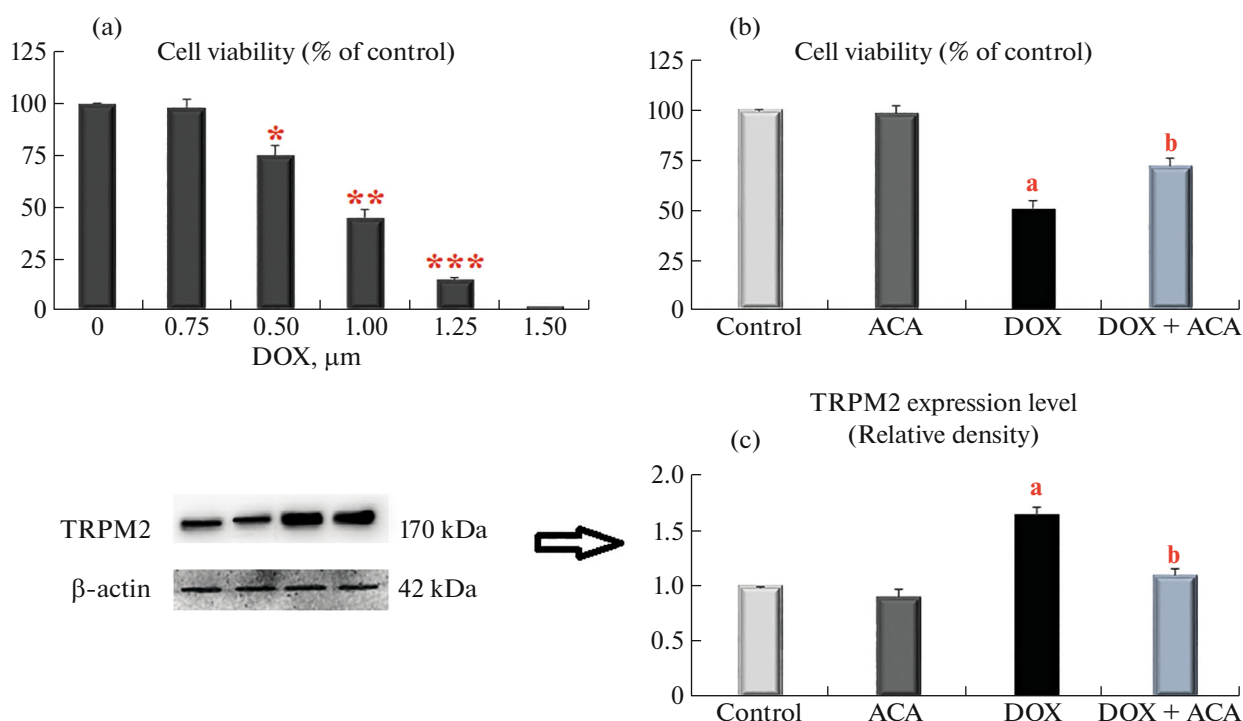 (a)
Cell viability (% of control)
125
100
75
50
25
0
*
**
***
0 0.75 0.50 1.00 1.25 1.50
DOX, μm
(b)
Cell viability (% of control)
125
100
75
50
25
0
a
b
Control ACA DOX DOX + ACA
TRPM2 170 kDa
β-actin 42 kDa
TRPM2 expression level
(Relative density)
(c)
2.0
1.5
1.0
0.5
0
a
b
Control ACA DOX DOX + ACA